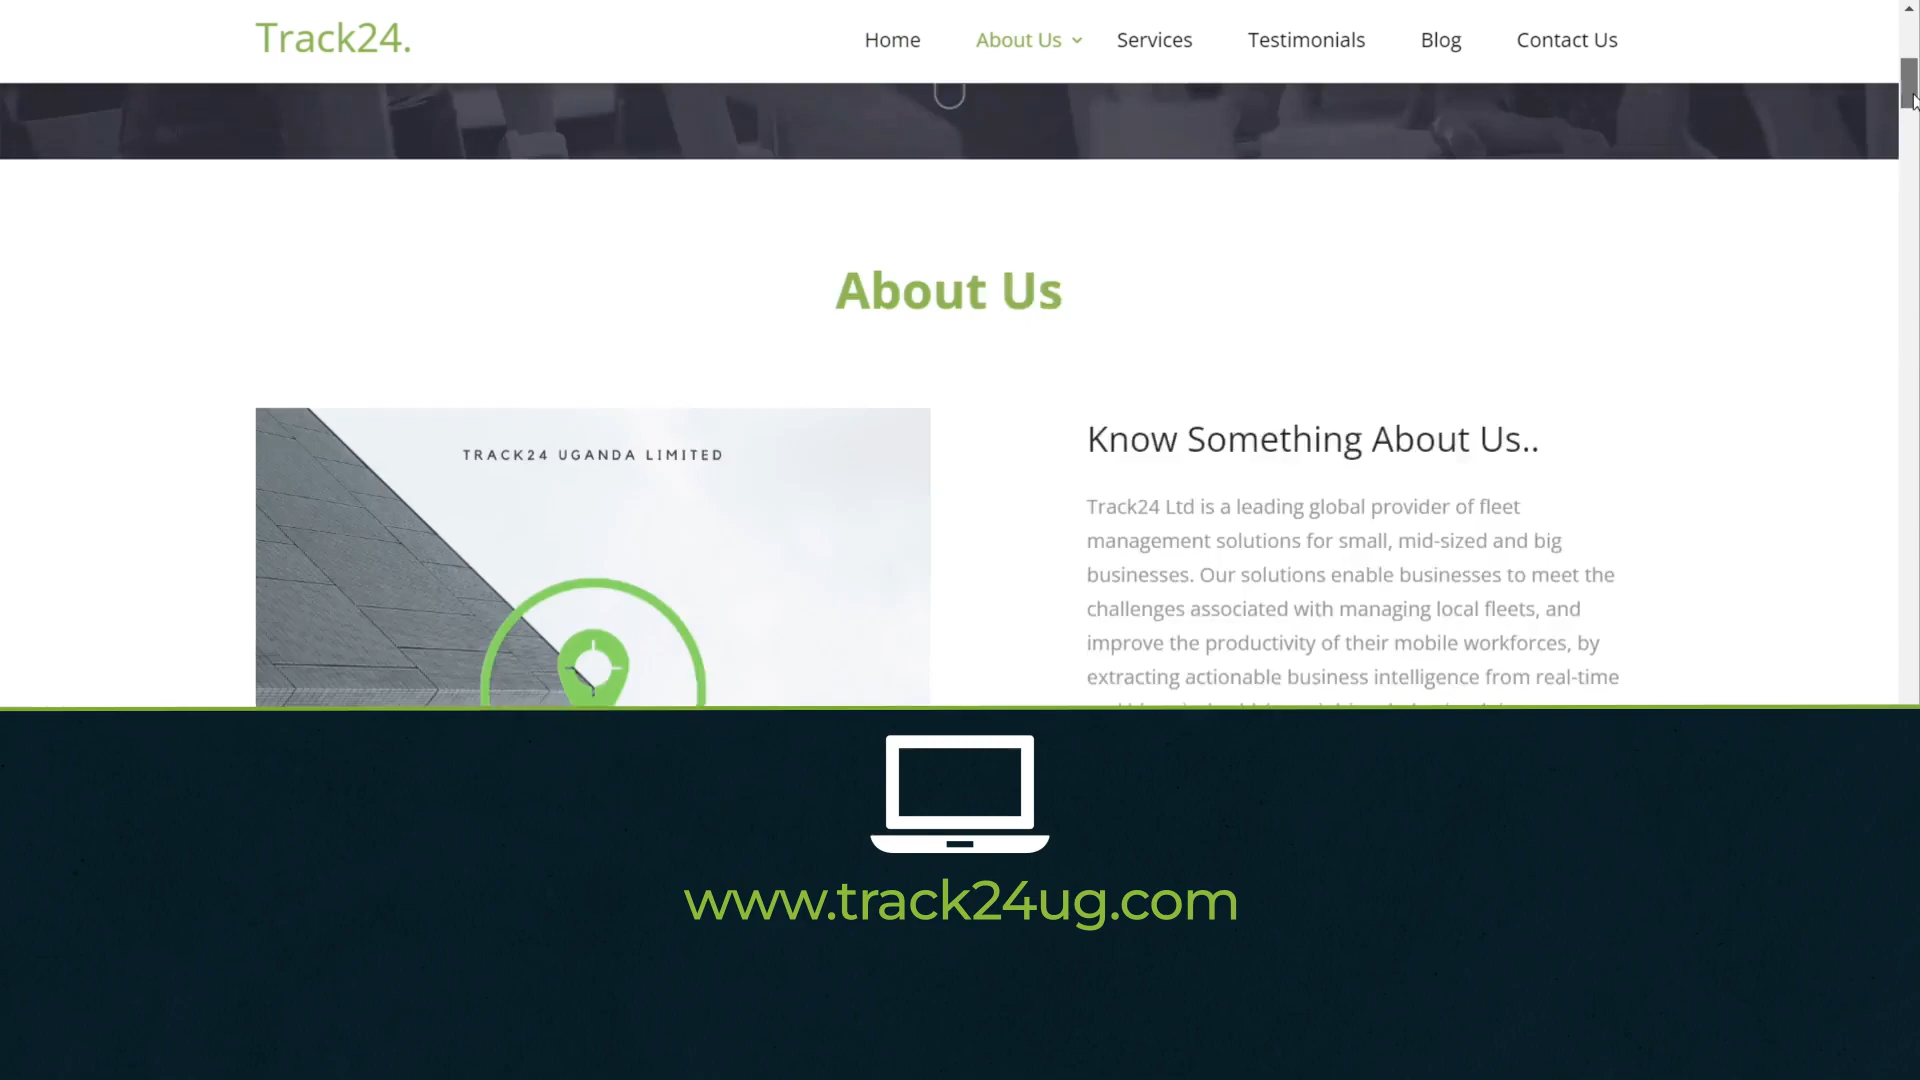 Track24.
Home
About Us
Services
Testimonials
Blog
Contact Us
About Us
TRACK24 UGANDA LIMITED
Know Something About Us..
Track24 Ltd is a leading global provider of fleet
management solutions for small, mid-sized and big
businesses. Our solutions enable businesses to meet the
challenges associated with managing local fleets, and
improve the productivity of their mobile workforces, by
extracting actionable business intelligence from real-time
www.track24ug.com